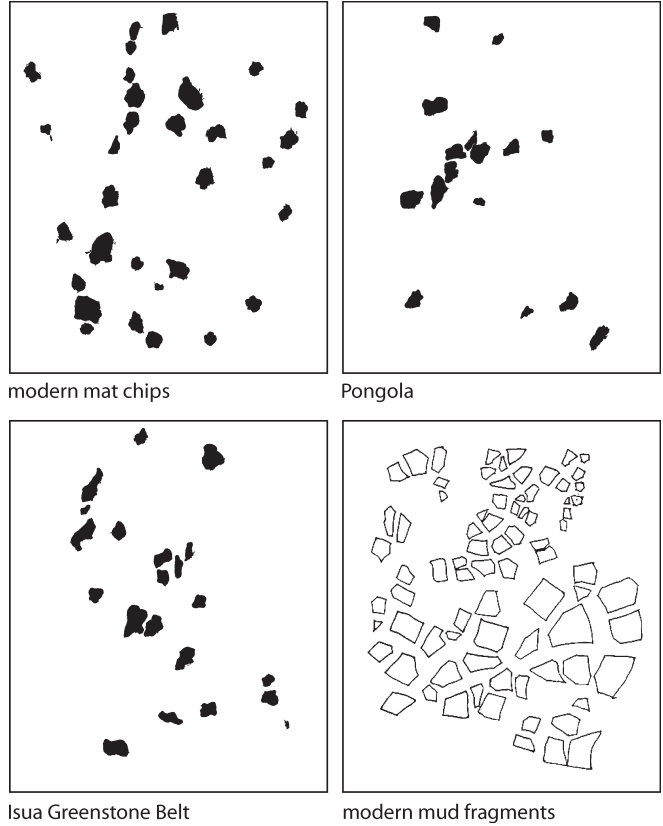 modern mat chips
Pongola
Isua Greenstone Belt
modern mud fragments